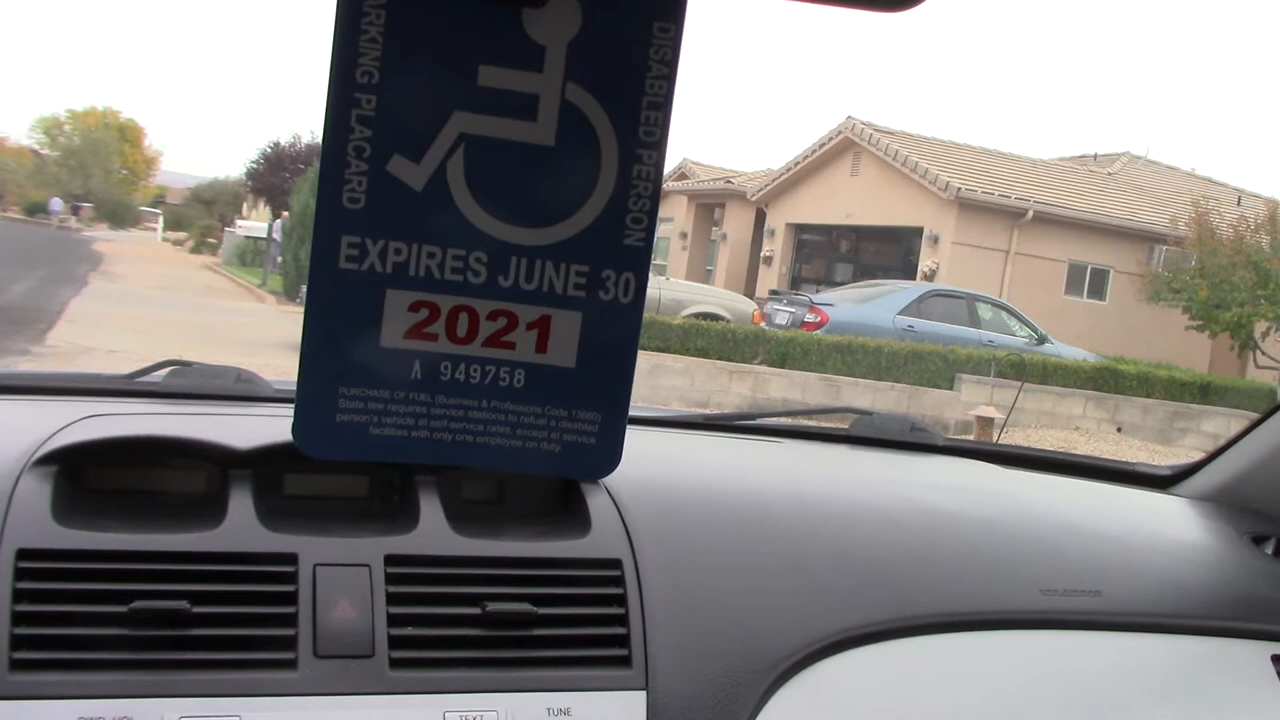 PARKING PLACARD
DISABLED PERSON
EXPIRES JUNE 30
2021
A 949758
PURCHASE OF FUEL (Business & Professions Code 13660)
State law requires service stations to refuel a disabled
person's vehicle at self-service rates, except at service
facilities with only one employee on duty.
TEXT
TUNE